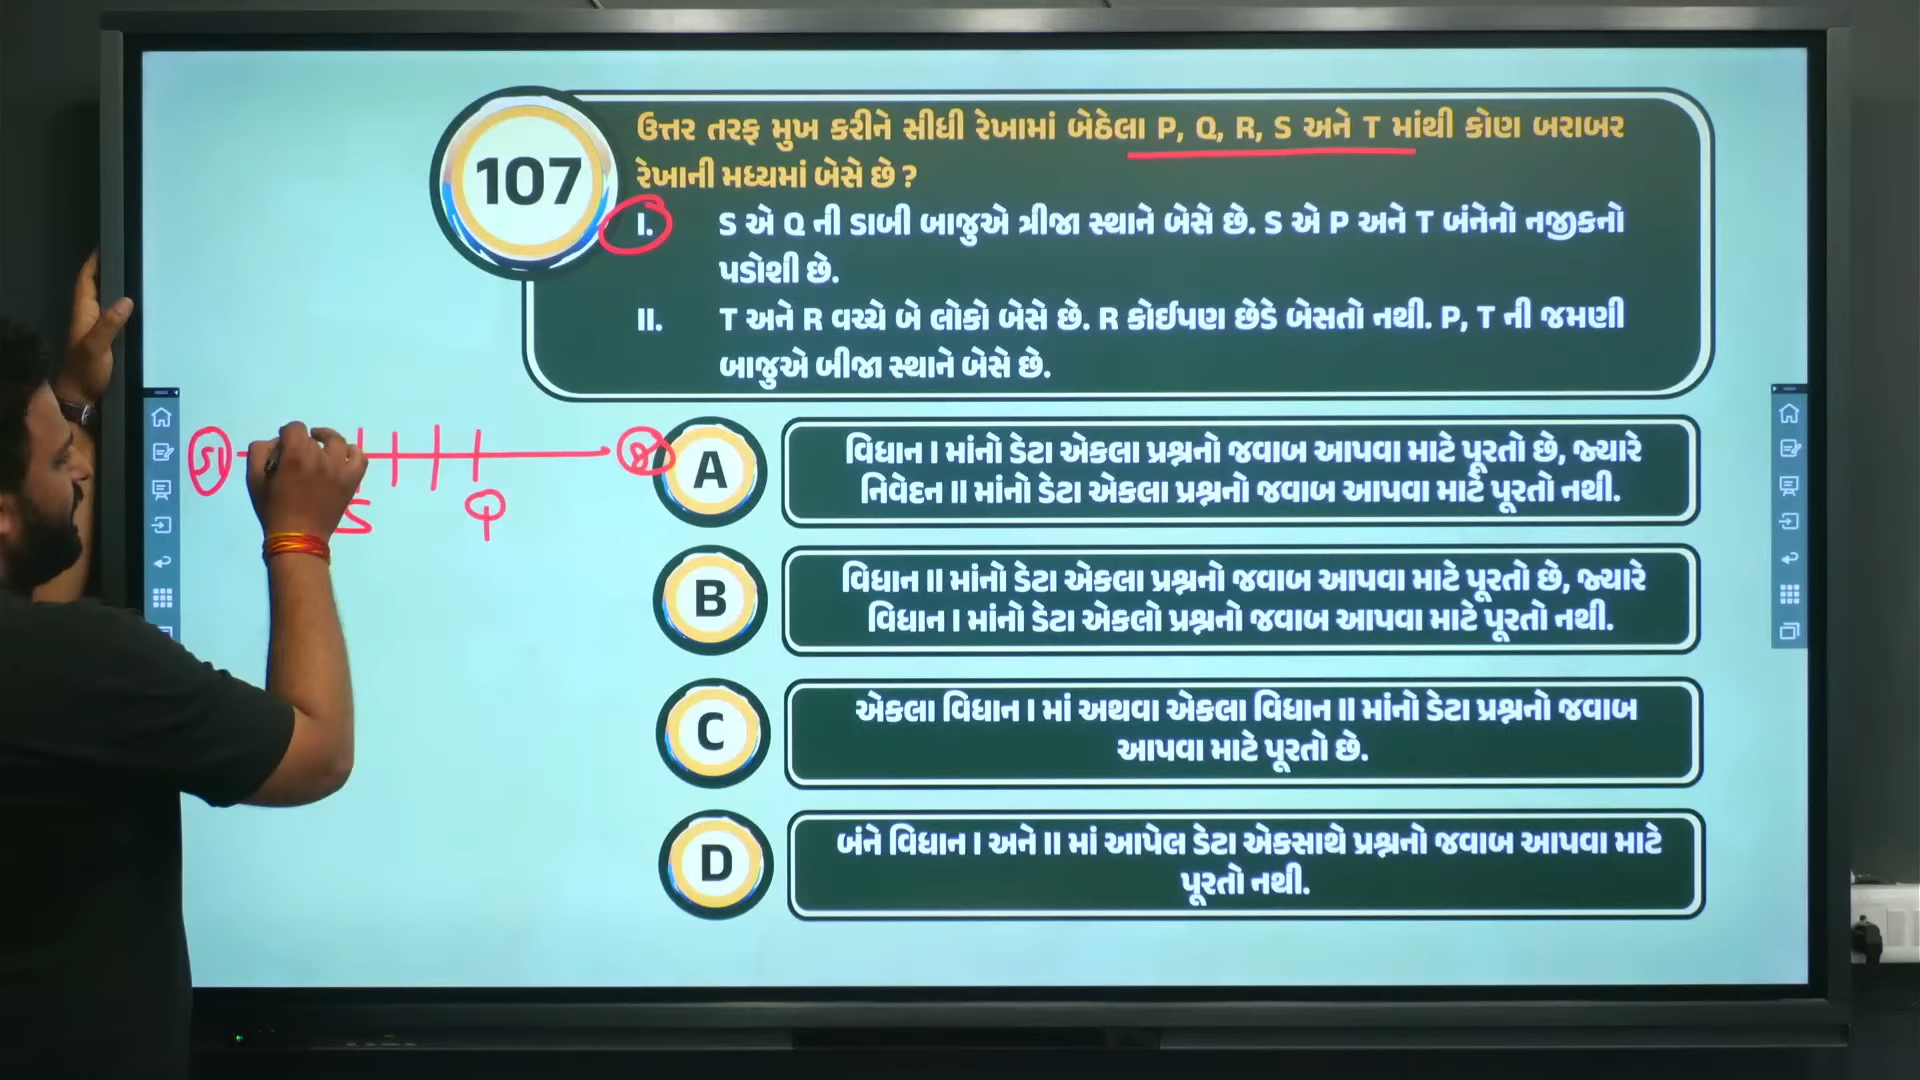 107
ઉત્તર તરફ મુખ કરીને સીધી રેખામાં બેઠેલા P, Q, R, S અને T માંથી કોણ બરાબર
રેખાની મધ્યમાં બેસે છે ?
I. S એ Q ની ડાબી બાજુએ ત્રીજા સ્થાને બેસે છે. S એ P અને T બંનેનો નજીકનો
પડોશી છે.
II. T અને R વચ્ચે બે લોકો બેસે છે. R કોઈપણ છેડે બેસતો નથી. P, T ની જમણી
બાજુએ બીજા સ્થાને બેસે છે.
ડા
જ
S Q
A
વિધાન I માંનો ડેટા એકલા પ્રશ્નનો જવાબ આપવા માટે પૂરતો છે, જ્યારે
નિવેદન II માંનો ડેટા એકલા પ્રશ્નનો જવાબ આપવા માટે પૂરતો નથી.
B
વિધાન II માંનો ડેટા એકલા પ્રશ્નનો જવાબ આપવા માટે પૂરતો છે, જ્યારે
વિધાન I માંનો ડેટા એકલો પ્રશ્નનો જવાબ આપવા માટે પૂરતો નથી.
C
એકલા વિધાન I માં અથવા એકલા વિધાન II માંનો ડેટા પ્રશ્નનો જવાબ
આપવા માટે પૂરતો છે.
D
બંને વિધાન I અને II માં આપેલ ડેટા એકસાથે પ્રશ્નનો જવાબ આપવા માટે
પૂરતો નથી.